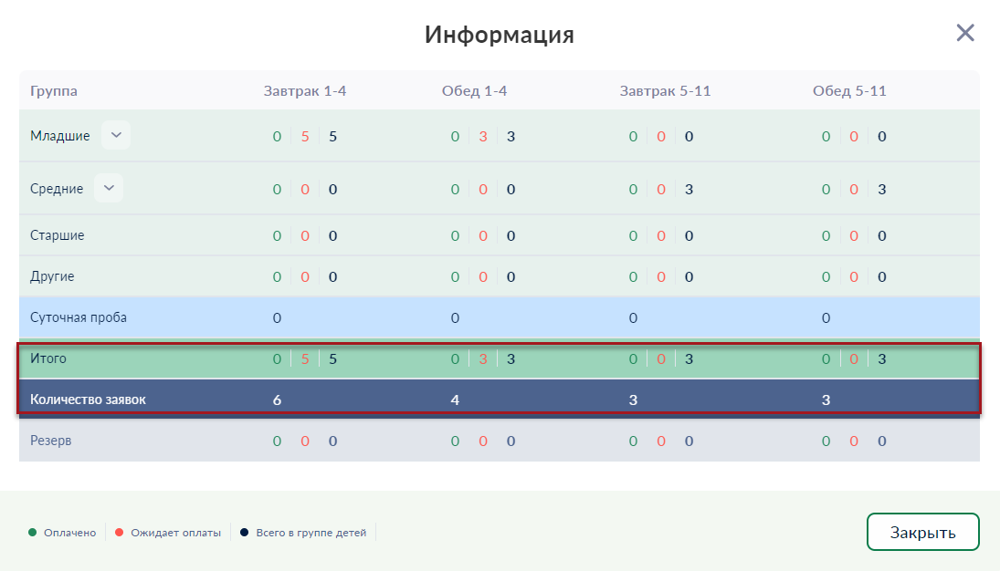 Информация
Группа Завтрак 1-4 Обед 1-4 Завтрак 5-11 Обед 5-11
Младшие 0 5 5 0 3 3 0 0 0 0 0 0
Средние 0 0 0 0 0 0 0 0 3 0 0 3
Старшие 0 0 0 0 0 0 0 0 0 0 0 0
Другие 0 0 0 0 0 0 0 0 0 0 0 0
Суточная проба 0 0 0 0
Итого 0 5 5 0 3 3 0 0 3 0 0 3
Количество заявок 6 4 3 3
Резерв 0 0 0 0 0 0 0 0 0 0 0 0
Оплачено Ожидает оплаты Всего в группе детей Закрыть